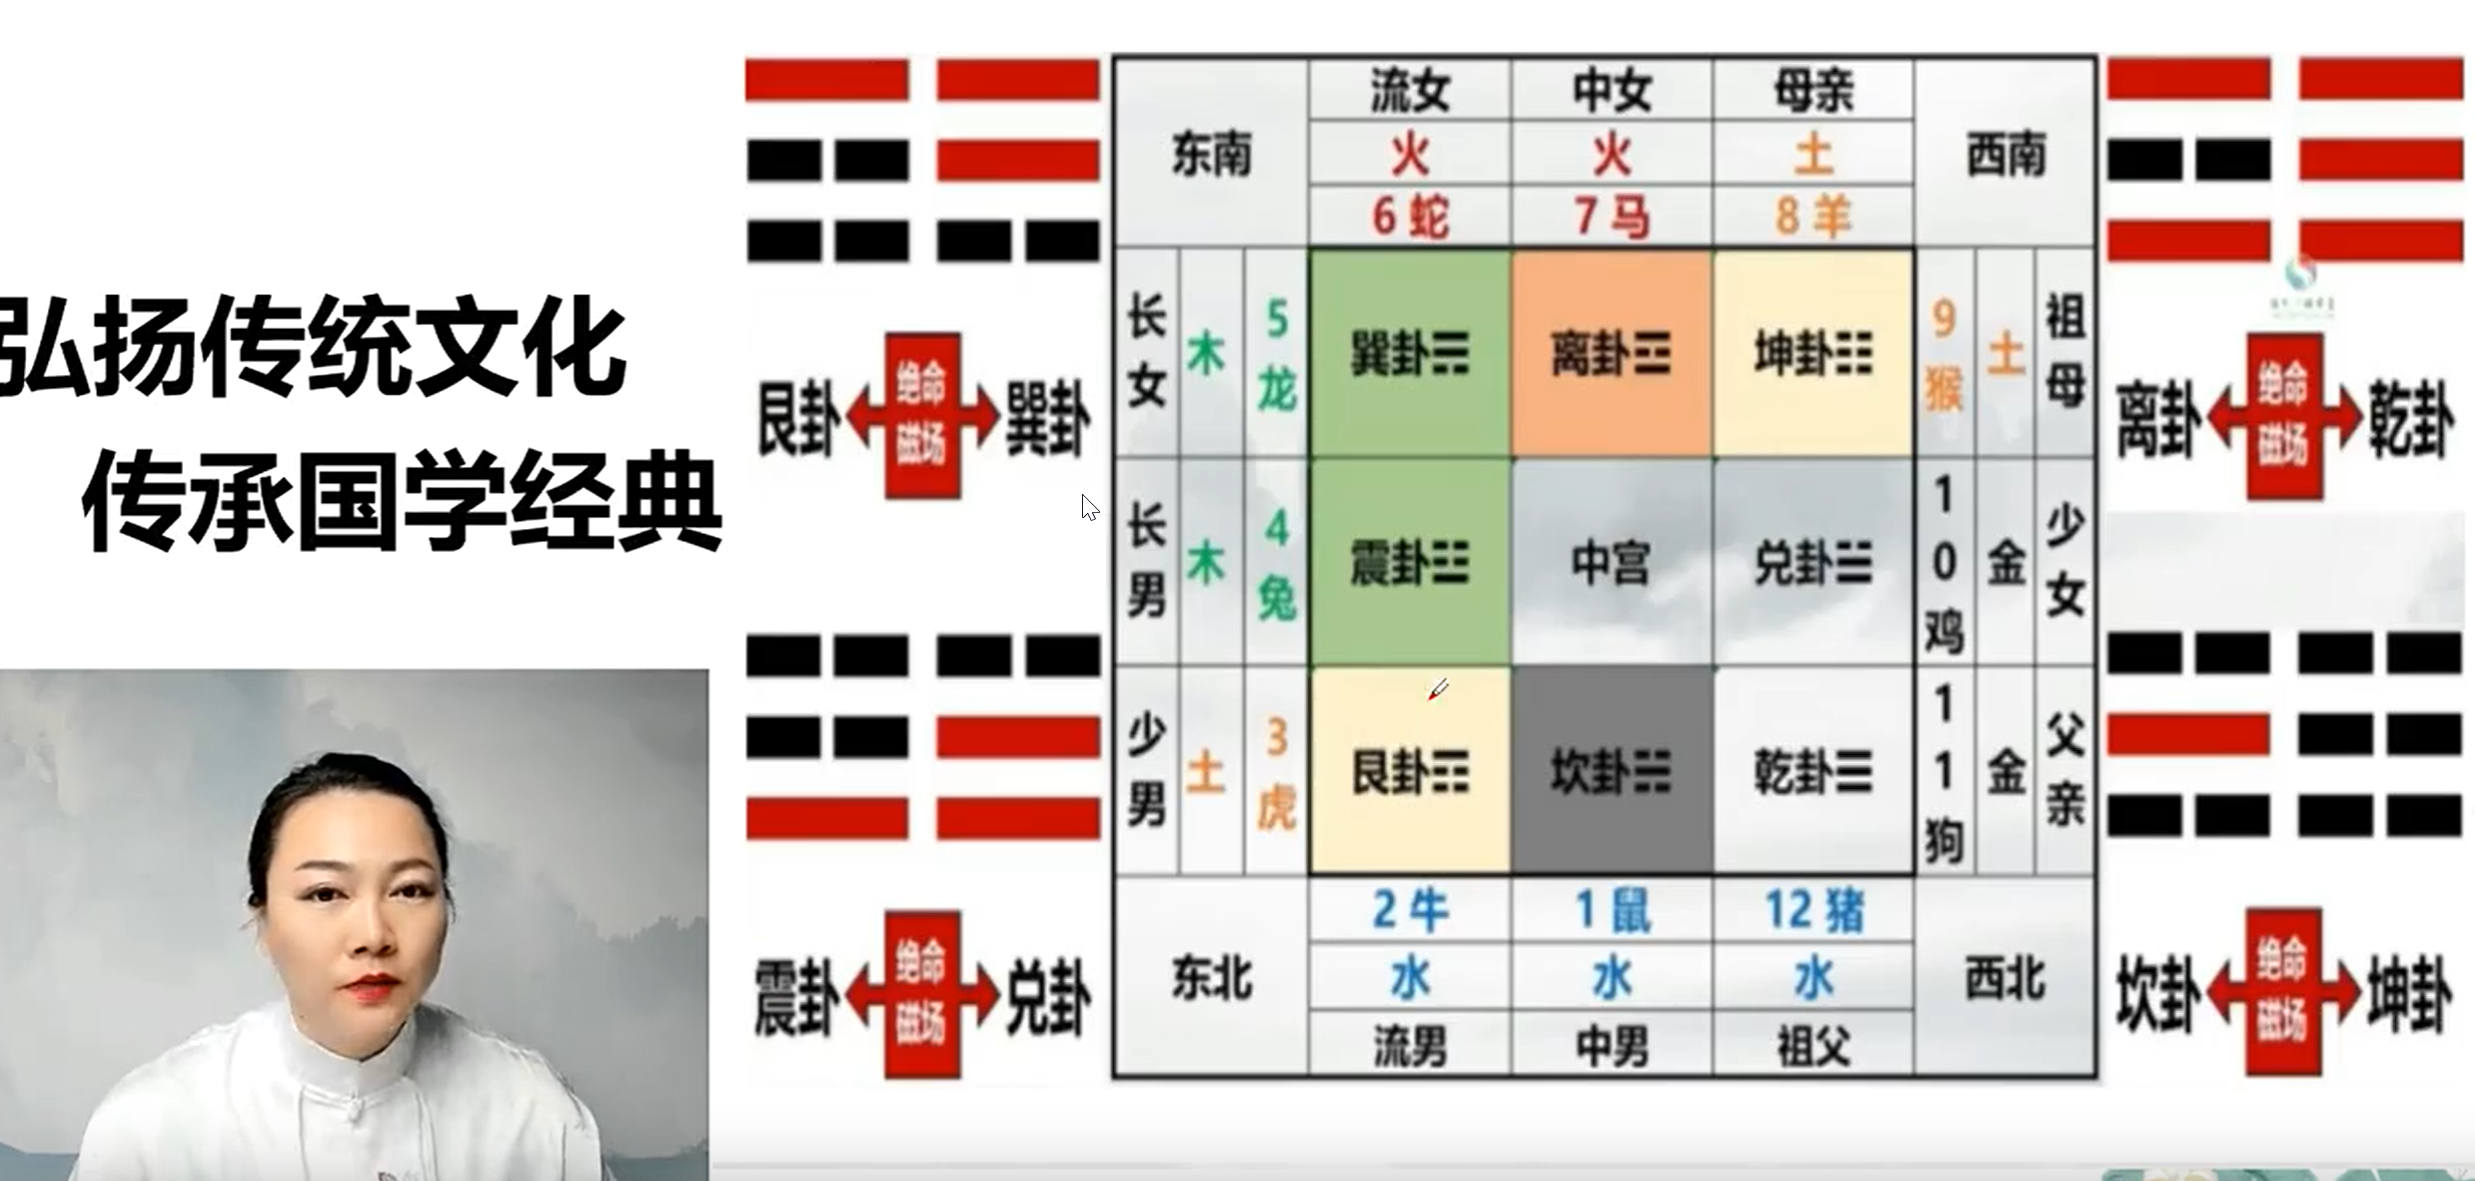 弘扬传统文化
传承国学经典
艮卦
绝命
磁场
巽卦
震卦
绝命
磁场
兑卦
东南
流女
中女
母亲
西南
火
火
土
6 蛇
7 马
8 羊
长女
木
5龙
巽卦☴
离卦☲
坤卦☷
9猴
土
祖母
长男
木
4兔
震卦☳
中宫
兑卦☱
10鸡
金
少女
少男
土
3虎
艮卦☶
坎卦☵
乾卦☰
11狗
金
父亲
东北
2 牛
1 鼠
12 猪
西北
水
水
水
流男
中男
祖父
离卦
绝命
磁场
乾卦
坎卦
绝命
磁场
坤卦